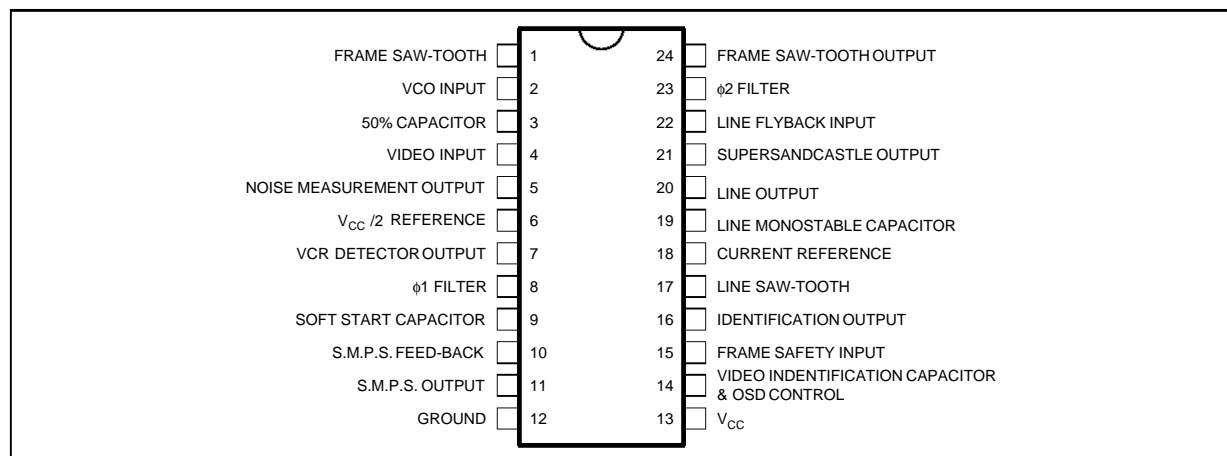 FRAME SAW-TOOTH 1 24 FRAME SAW-TOOTH OUTPUT
VCO INPUT 2 23 ϕ2 FILTER
50% CAPACITOR 3 22 LINE FLYBACK INPUT
VIDEO INPUT 4 21 SUPERSANDCASTLE OUTPUT
NOISE MEASUREMENT OUTPUT 5 20 LINE OUTPUT
VCC /2 REFERENCE 6 19 LINE MONOSTABLE CAPACITOR
VCR DETECTOR OUTPUT 7 18 CURRENT REFERENCE
ϕ1 FILTER 8 17 LINE SAW-TOOTH
SOFT START CAPACITOR 9 16 IDENTIFICATION OUTPUT
S.M.P.S. FEED-BACK 10 15 FRAME SAFETY INPUT
S.M.P.S. OUTPUT 11 14 VIDEO INDENTIFICATION CAPACITOR
& OSD CONTROL
GROUND 12 13 VCC